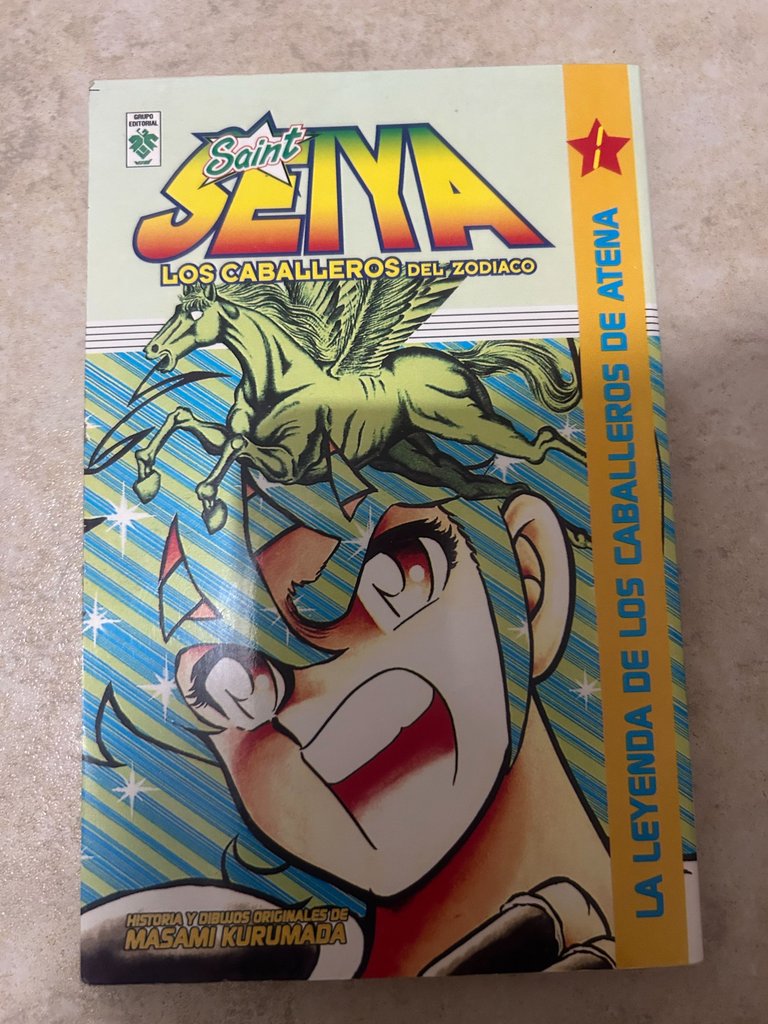 GRUPO
EDITORIAL
Saint
SEIYA
LOS CABALLEROS DEL ZODIACO
1
LA LEYENDA DE LOS CABALLEROS DE ATENA
HISTORIA Y DIBUJOS ORIGINALES DE
MASAMI KURUMADA